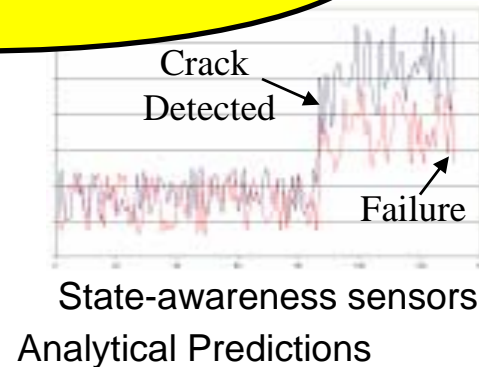 Crack
Detected
Failure
State-awareness sensors
Analytical Predictions